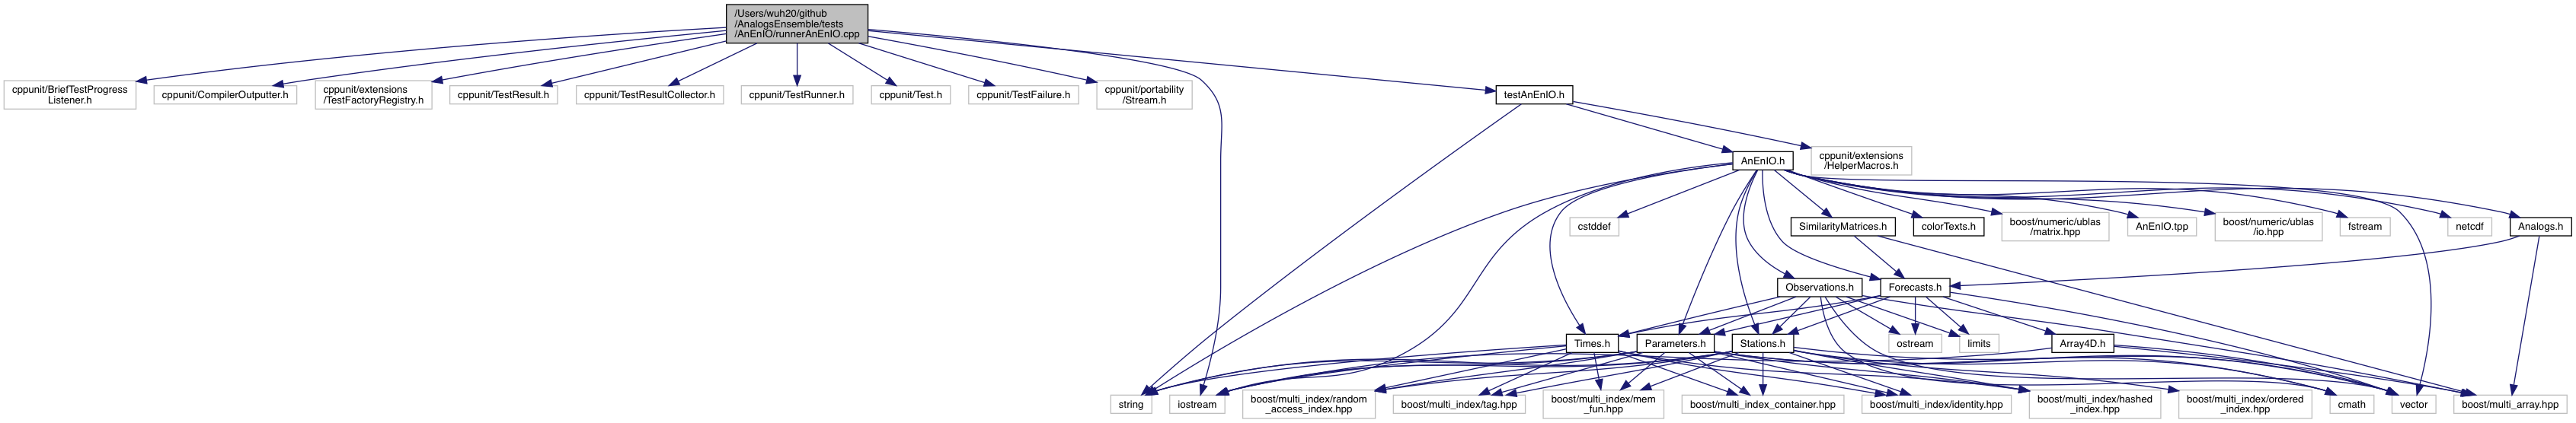 /Users/wuh20/github
/AnalogsEnsemble/tests
/AnEnIO/runnerAnEnIO.cpp
cppunit/BriefTestProgress
Listener.h
cppunit/CompilerOutputter.h
cppunit/extensions
/TestFactoryRegistry.h
cppunit/TestResult.h
cppunit/TestResultCollector.h
cppunit/TestRunner.h
cppunit/Test.h
cppunit/TestFailure.h
cppunit/portability
/Stream.h
testAnEnIO.h
AnEnIO.h
cppunit/extensions
/HelperMacros.h
cstddef
SimilarityMatrices.h
colorTexts.h
boost/numeric/ublas
/matrix.hpp
AnEnIO.tpp
boost/numeric/ublas
/io.hpp
fstream
netcdf
Analogs.h
Observations.h
Forecasts.h
Times.h
Parameters.h
Stations.h
ostream
limits
Array4D.h
string
iostream
boost/multi_index/random
_access_index.hpp
boost/multi_index/tag.hpp
boost/multi_index/mem
_fun.hpp
boost/multi_index_container.hpp
boost/multi_index/identity.hpp
boost/multi_index/hashed
_index.hpp
boost/multi_index/ordered
_index.hpp
cmath
vector
boost/multi_array.hpp